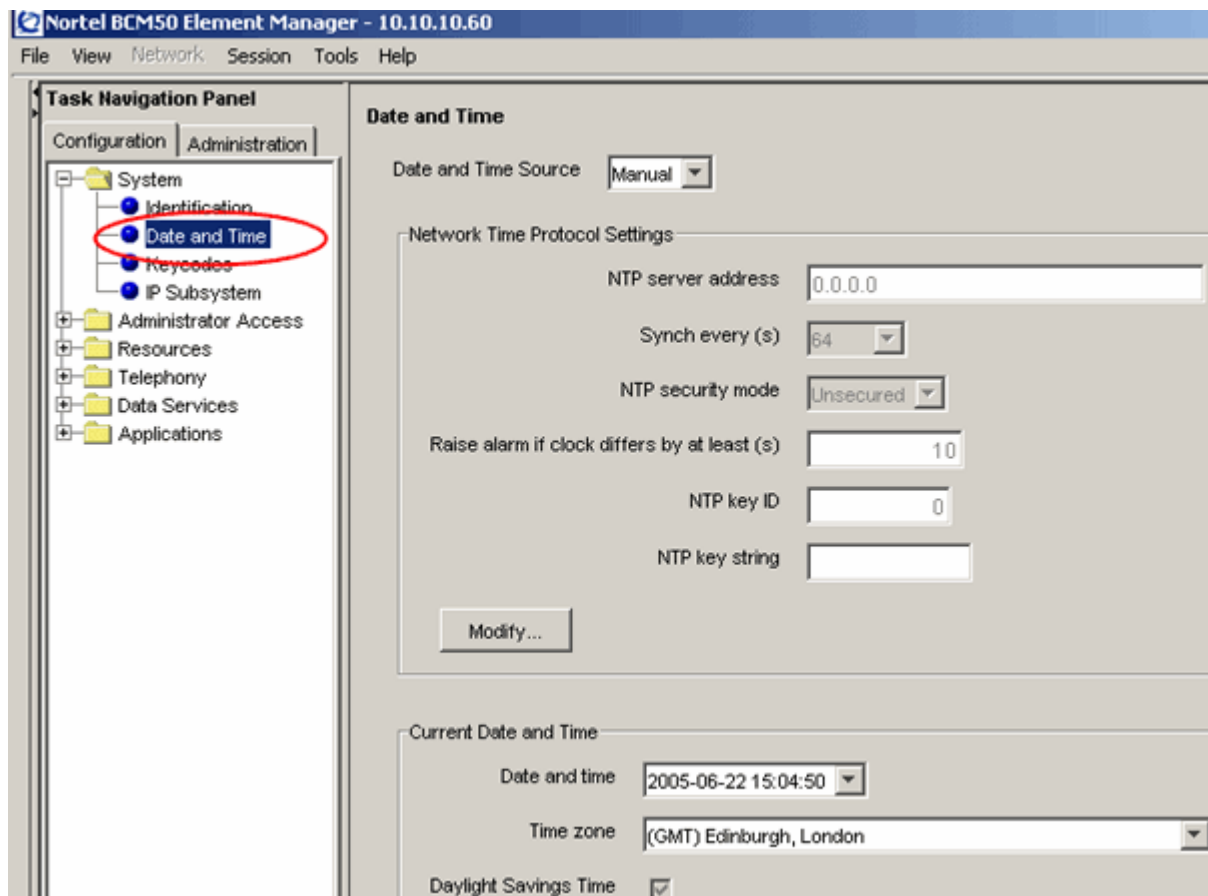 Nortel BCM50 Element Manager - 10.10.10.60
File View Network Session Tools Help
Task Navigation Panel
Configuration Administration
System
Identification
Date and Time
Keycodes
IP Subsystem
Administrator Access
Resources
Telephony
Data Services
Applications
Date and Time
Date and Time Source Manual
Network Time Protocol Settings
NTP server address 0.0.0.0
Synch every (s) 64
NTP security mode Unsecured
Raise alarm if clock differs by at least (s) 10
NTP key ID 0
NTP key string
Modify...
Current Date and Time
Date and time 2005-06-22 15:04:50
Time zone (GMT) Edinburgh, London
Daylight Savings Time